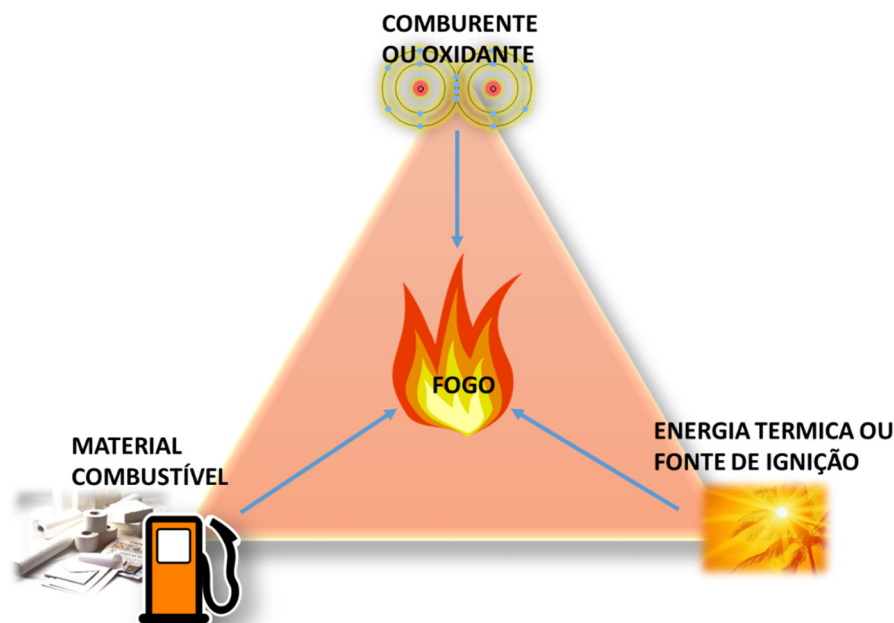 COMBURENTE
OU OXIDANTE
O
O
FOGO
MATERIAL
COMBUSTÍVEL
ENERGIA TERMICA OU
FONTE DE IGNIÇÃO